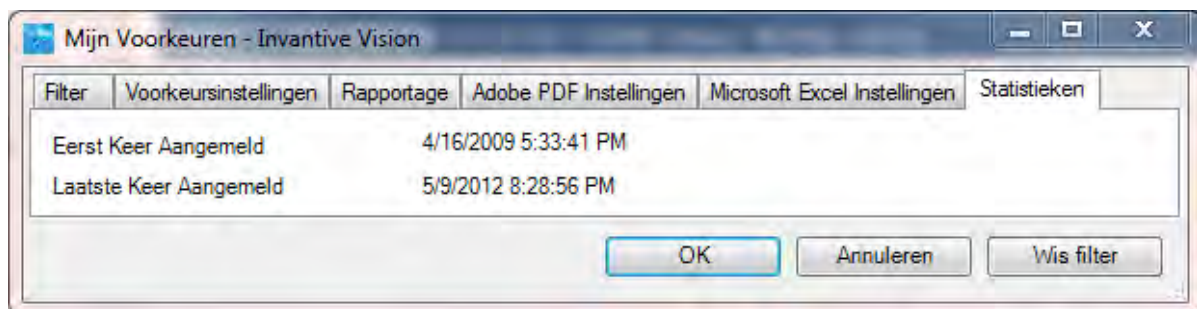 Mijn Voorkeuren - Invantive Vision
Filter Voorkeursinstellingen Rapportage Adobe PDF Instellingen Microsoft Excel Instellingen Statistieken
Eerst Keer Aangemeld 4/16/2009 5:33:41 PM
Laatste Keer Aangemeld 5/9/2012 8:28:56 PM
OK Annuleren Wis filter